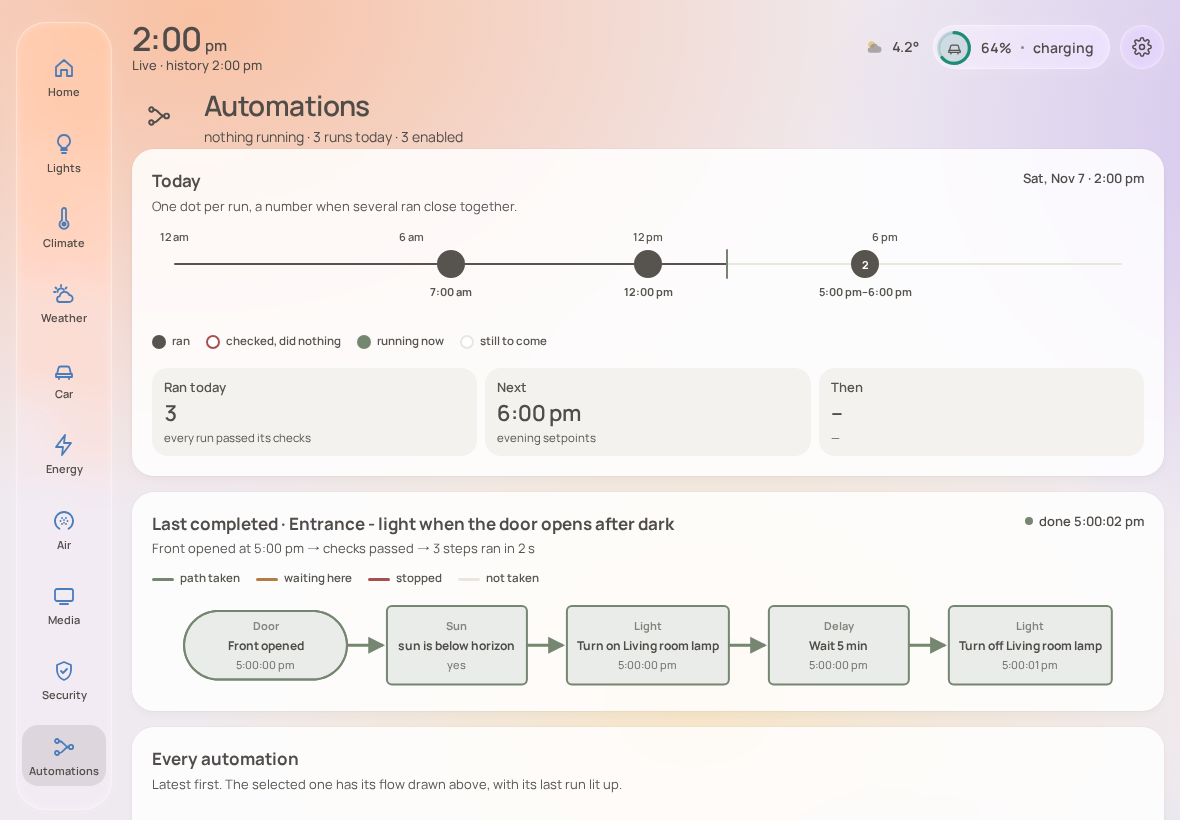 2:00 pm
Live · history 2:00 pm
4.2°
64% · charging
Home
Lights
Climate
Weather
Car
Energy
Air
Media
Security
Automations
Automations
nothing running · 3 runs today · 3 enabled
Today
Sat, Nov 7 · 2:00 pm
One dot per run, a number when several ran close together.
12 am
6 am
12 pm
6 pm
2
7:00 am
12:00 pm
5:00 pm–6:00 pm
ran
checked, did nothing
running now
still to come
Ran today
3
every run passed its checks
Next
6:00 pm
evening setpoints
Then
–
—
Last completed · Entrance - light when the door opens after dark
done 5:00:02 pm
Front opened at 5:00 pm → checks passed → 3 steps ran in 2 s
path taken
waiting here
stopped
not taken
Door
Front opened
5:00:00 pm
Sun
sun is below horizon
yes
Light
Turn on Living room lamp
5:00:00 pm
Delay
Wait 5 min
5:00:00 pm
Light
Turn off Living room lamp
5:00:01 pm
Every automation
Latest first. The selected one has its flow drawn above, with its last run lit up.